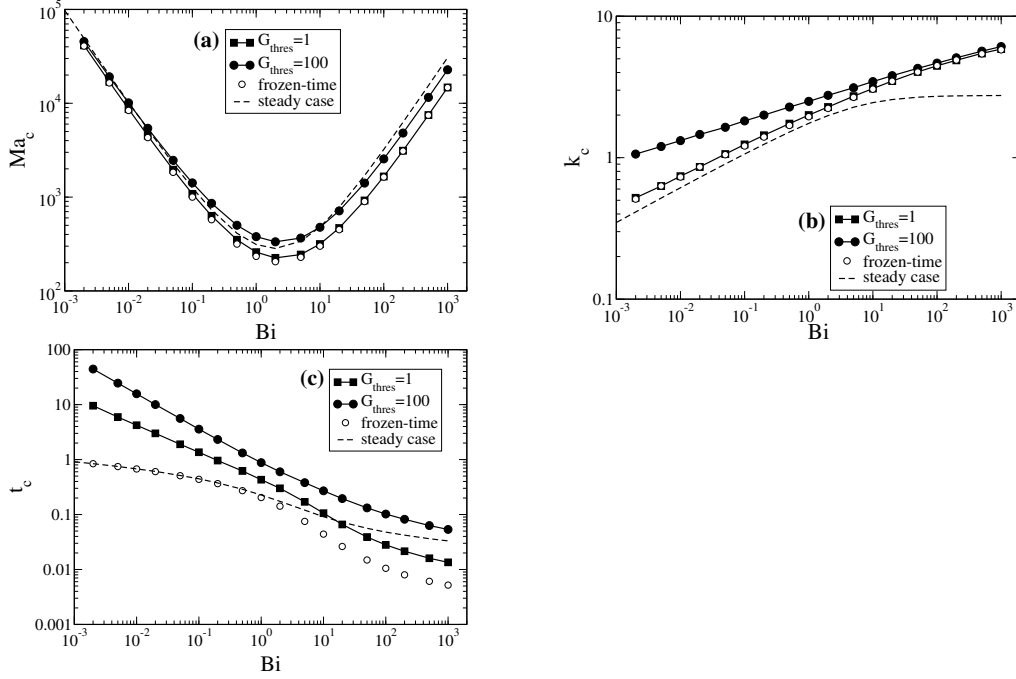 10^5
10^4
10^3
10^2
Ma_c
(a)
G_thres=1
G_thres=100
frozen-time
steady case
10^-3 10^-2 10^-1 10^0 10^1 10^2 10^3
Bi
10
1
0.1
k_c
(b)
G_thres=1
G_thres=100
frozen-time
steady case
10^-3 10^-2 10^-1 10^0 10^1 10^2 10^3
Bi
100
10
1
0.1
0.01
0.001
t_c
(c)
G_thres=1
G_thres=100
frozen-time
steady case
10^-3 10^-2 10^-1 10^0 10^1 10^2 10^3
Bi